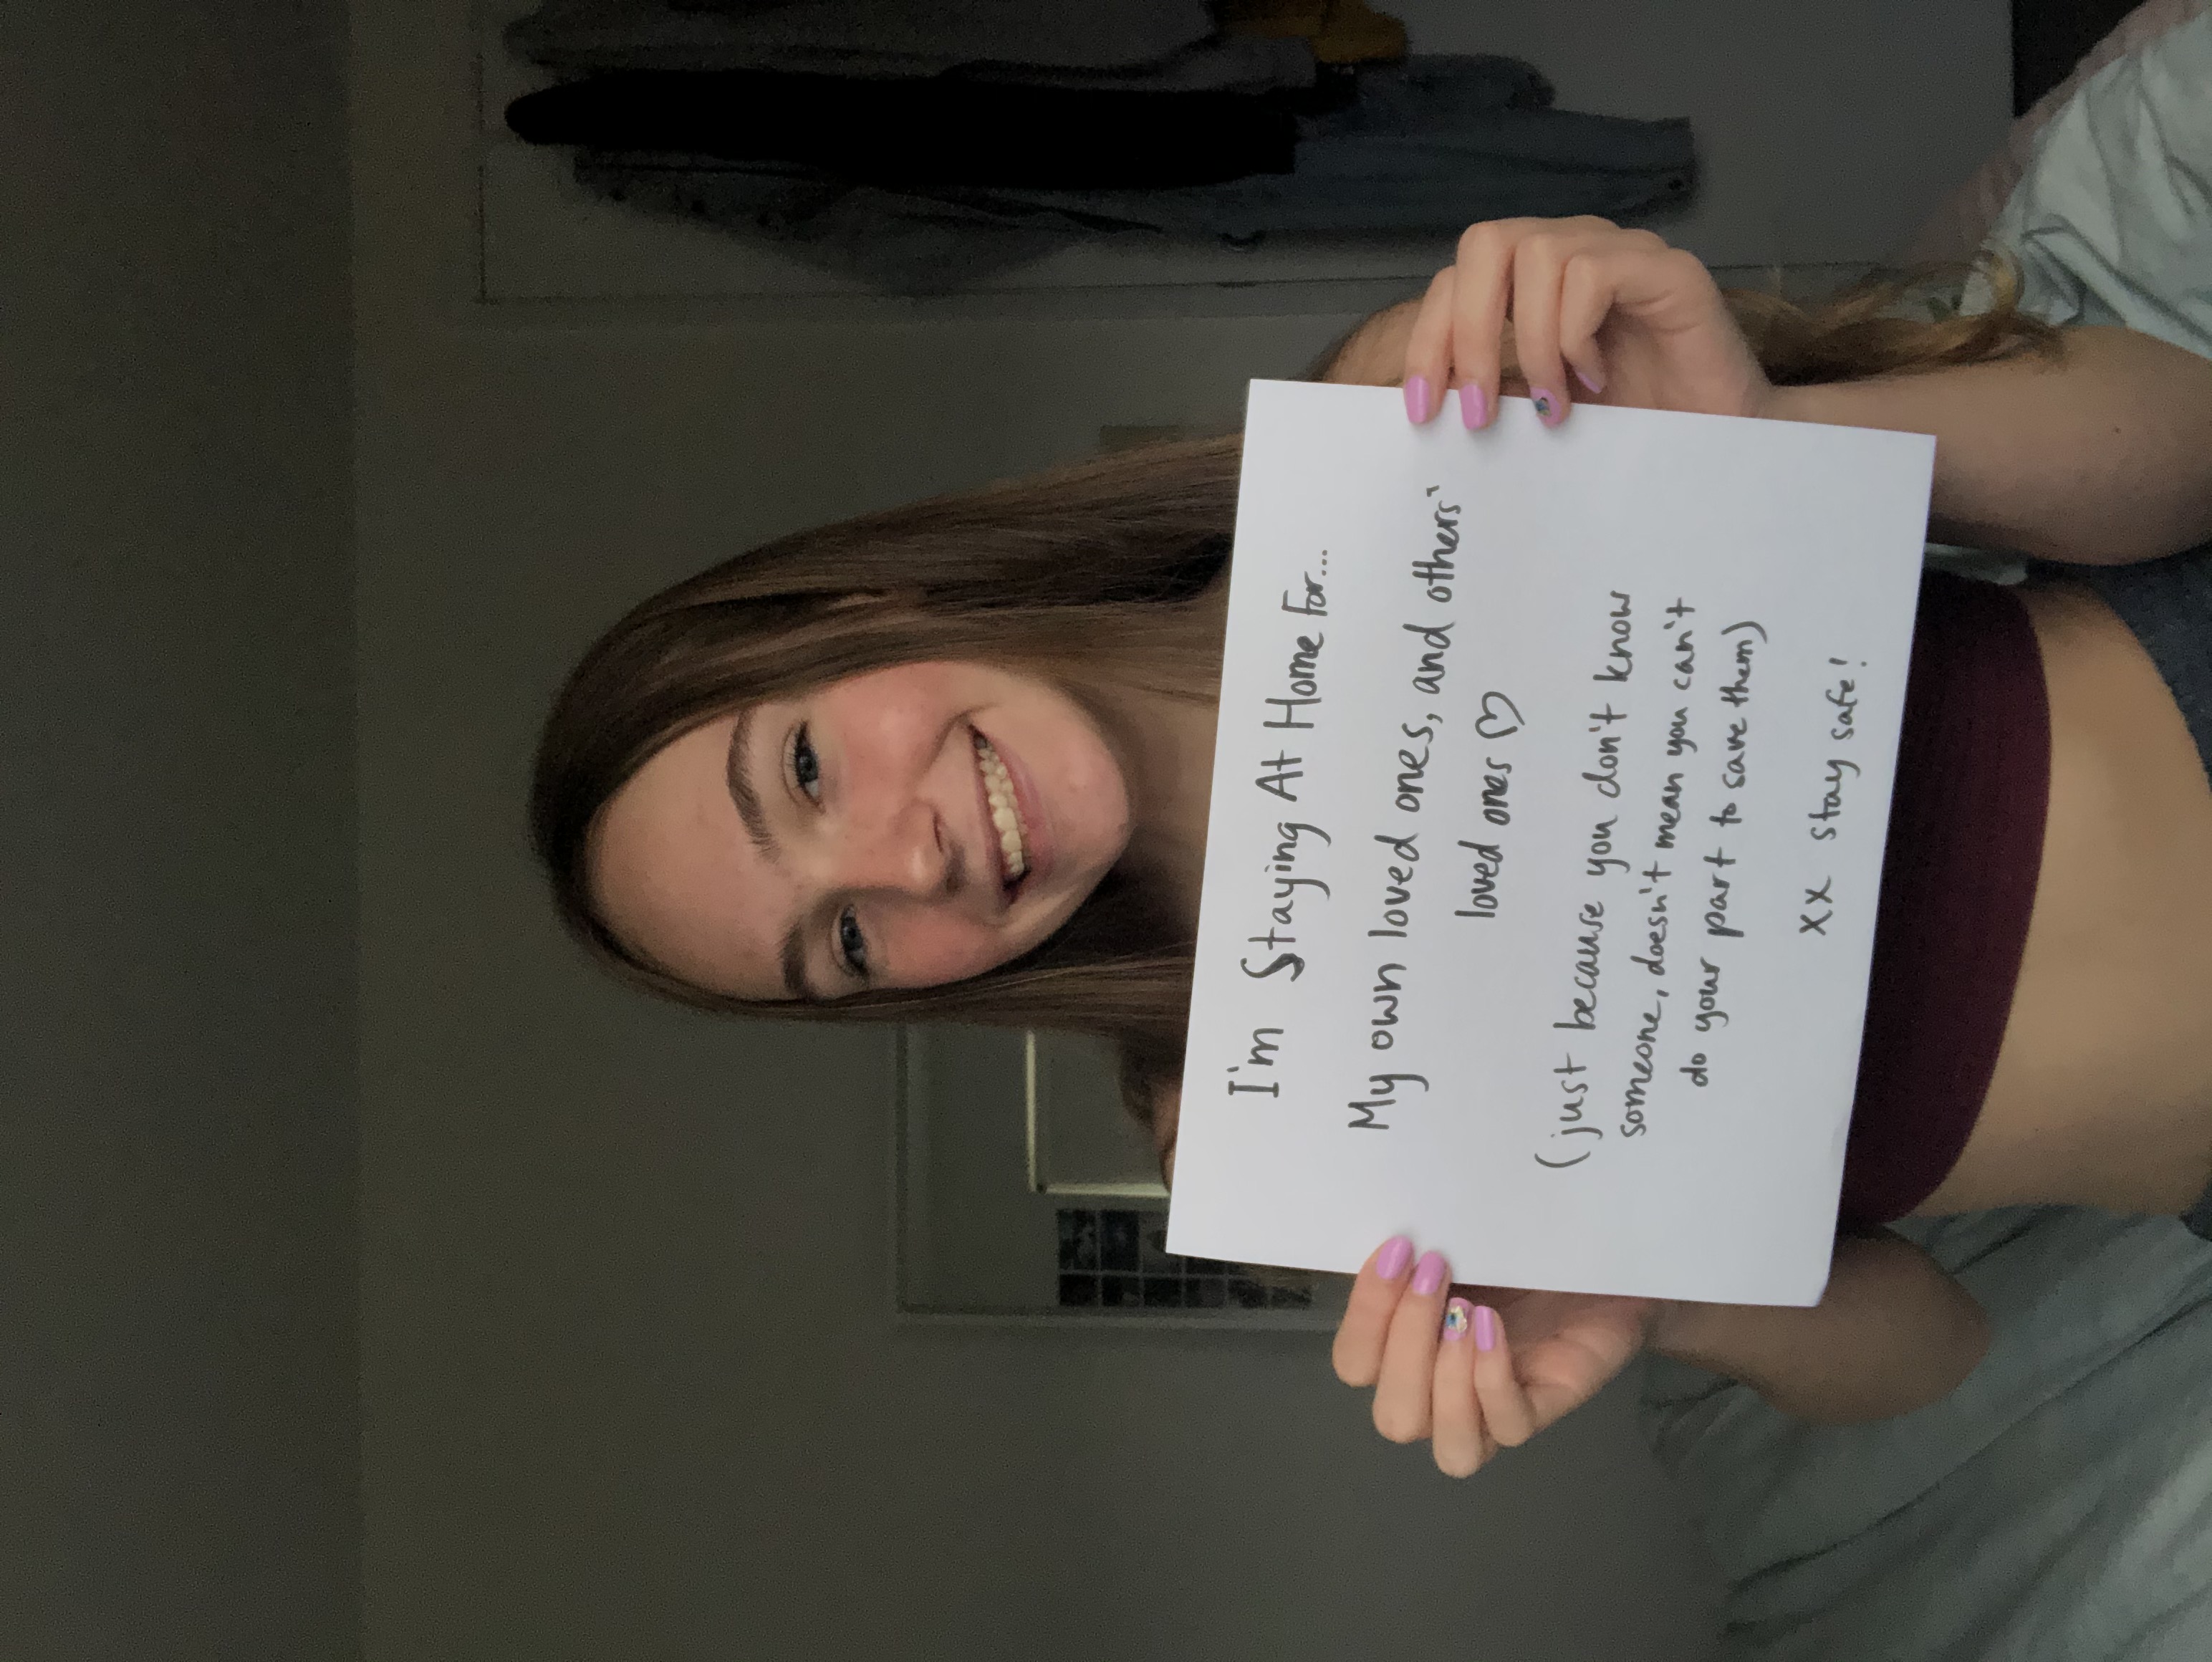 I'm Staying At Home For...
My own loved ones, and others'
loved ones ♡
(just because you don't know
someone, doesn't mean you can't
do your part to save them)
xx stay safe!